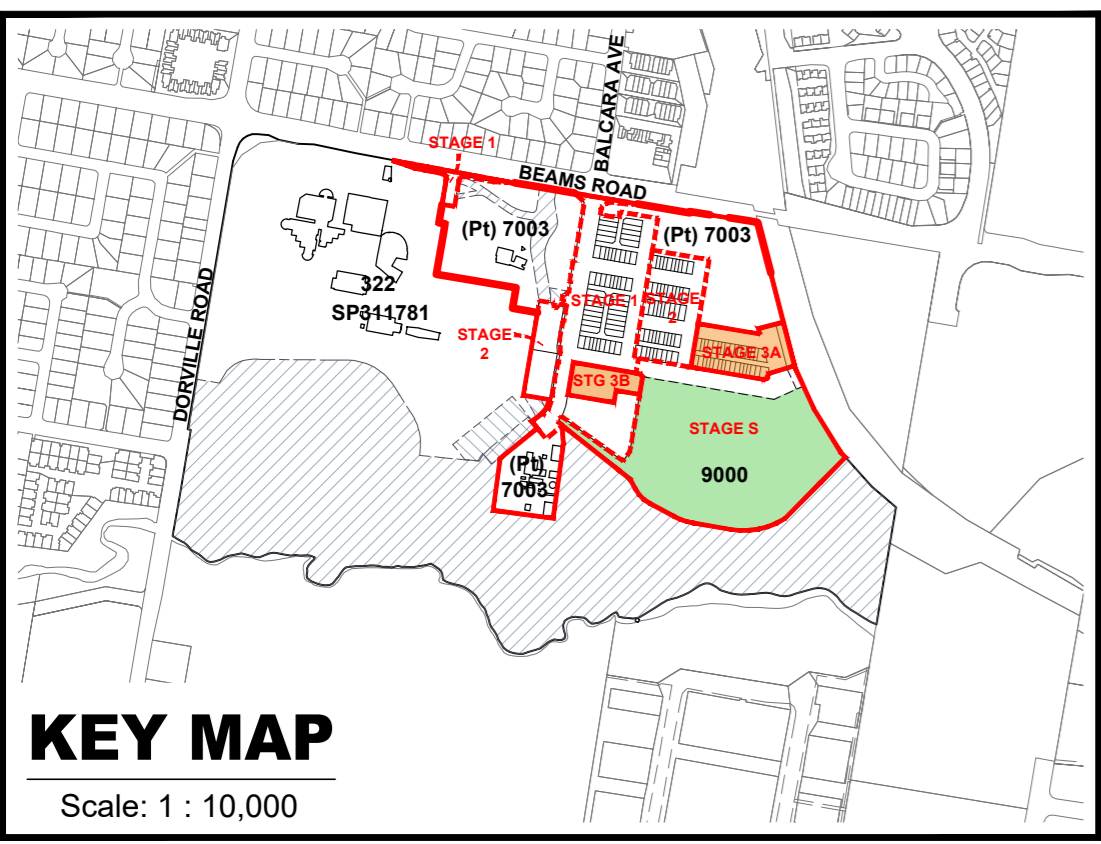 BALCARA AVE
STAGE 1
BEAMS ROAD
(Pt) 7003
(Pt) 7003
322
SP311781
STAGE 1
STAGE
2
STAGE
2
STAGE 3A
STG 3B
DORVILLE ROAD
STAGE S
9000
(Pt)
7003
KEY MAP
Scale: 1 : 10,000